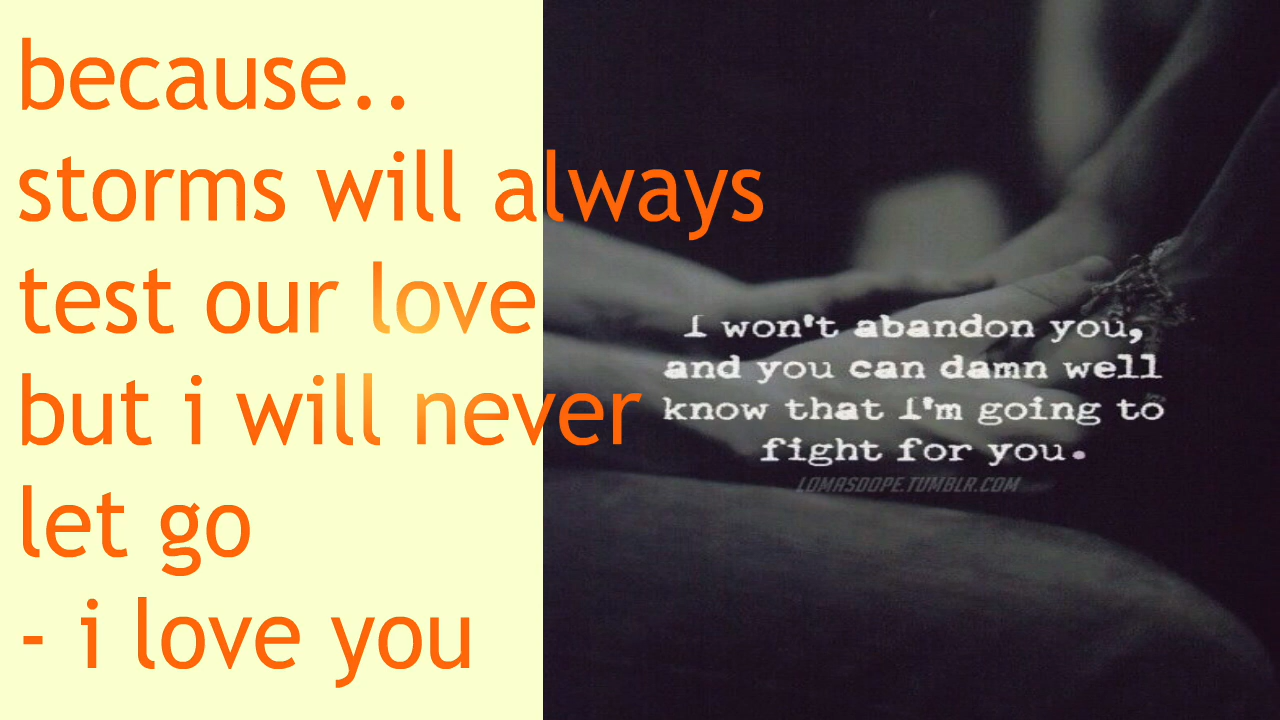 because..
storms will always
test our love
but i will never
let go
- i love you
I won't abandon you,
and you can damn well
know that I'm going to
fight for you.
LOMASDOPE.TUMBLR.COM